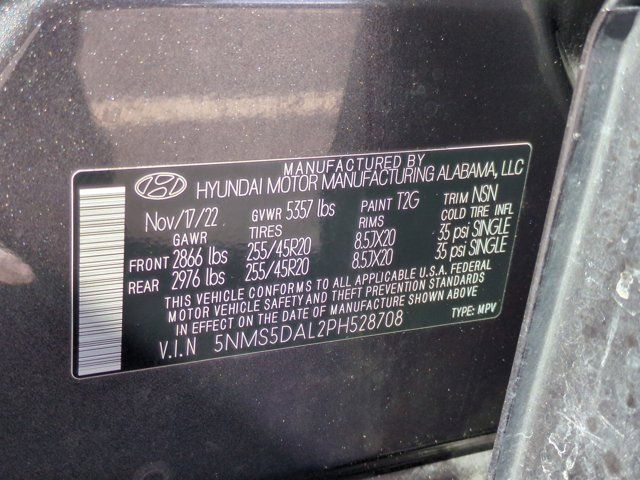 MANUFACTURED BY
HYUNDAI MOTOR MANUFACTURING ALABAMA, LLC
Nov/17/22 GVWR 5357 lbs PAINT T2G TRIM NSN
GAWR TIRES RIMS COLD TIRE INFL
FRONT 2866 lbs 255/45R20 8.5JX20 35 psi SINGLE
REAR 2976 lbs 255/45R20 8.5JX20 35 psi SINGLE
THIS VEHICLE CONFORMS TO ALL APPLICABLE U.S.A. FEDERAL
MOTOR VEHICLE SAFETY AND THEFT PREVENTION STANDARDS
IN EFFECT ON THE DATE OF MANUFACTURE SHOWN ABOVE
V.I.N 5NMS5DAL2PH528708 TYPE: MPV